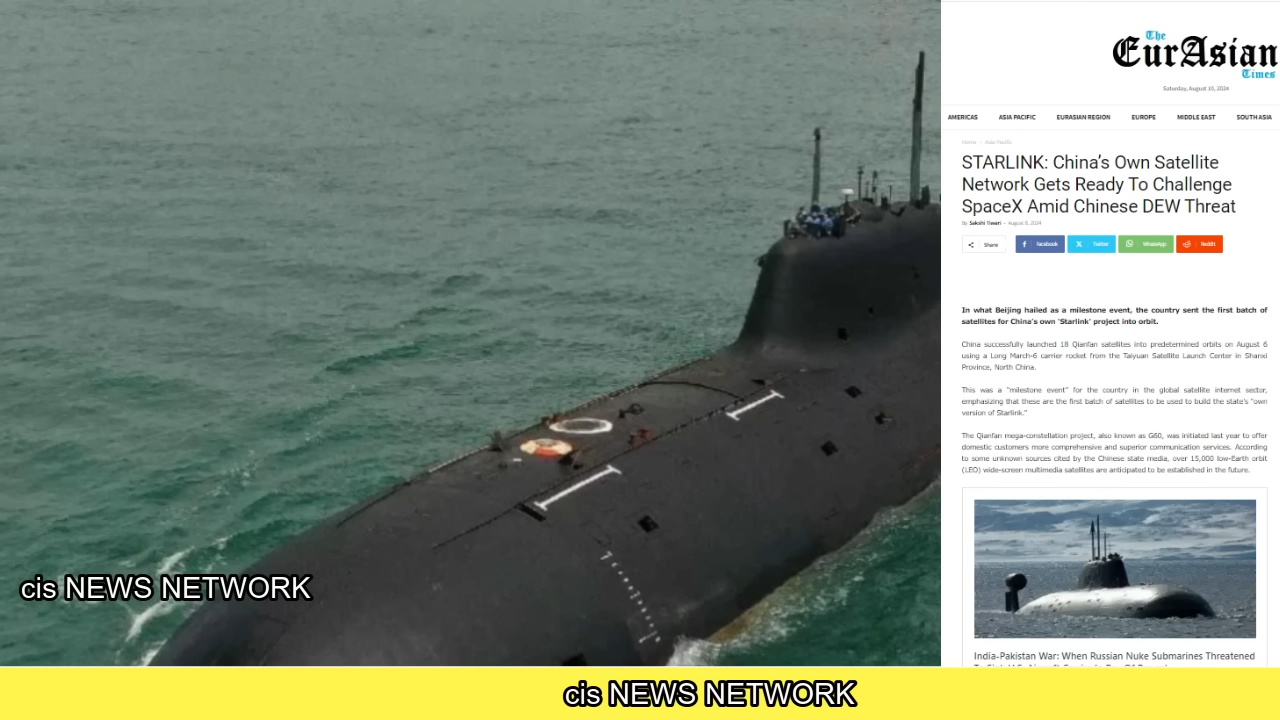 The
EurAsian
Times
Saturday, August 10, 2024
AMERICAS ASIA PACIFIC EURASIAN REGION EUROPE MIDDLE EAST SOUTH ASIA
Home › Asia Pacific
STARLINK: China's Own Satellite
Network Gets Ready To Challenge
SpaceX Amid Chinese DEW Threat
By Sakshi Tiwari - August 8, 2024
Share Facebook Twitter WhatsApp ReddIt
In what Beijing hailed as a milestone event, the country sent the first batch of
satellites for China's own 'Starlink' project into orbit.
China successfully launched 18 Qianfan satellites into predetermined orbits on August 6
using a Long March-6 carrier rocket from the Taiyuan Satellite Launch Center in Shanxi
Province, North China.
This was a "milestone event" for the country in the global satellite internet sector,
emphasizing that these are the first batch of satellites to be used to build the state's "own
version of Starlink."
The Qianfan mega-constellation project, also known as G60, was initiated last year to offer
domestic customers more comprehensive and superior communication services. According
to some unknown sources cited by the Chinese state media, over 15,000 low-Earth orbit
(LEO) wide-screen multimedia satellites are anticipated to be established in the future.
India-Pakistan War: When Russian Nuke Submarines Threatened
cis NEWS NETWORK
cis NEWS NETWORK